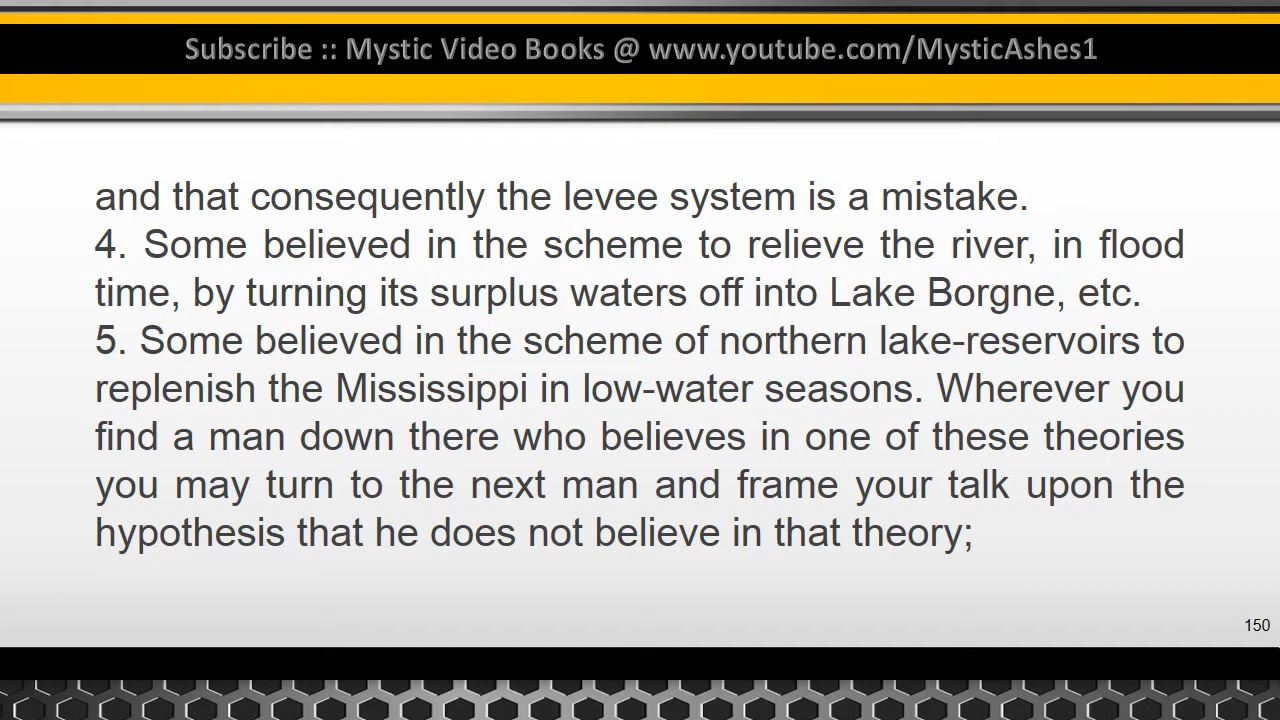 Subscribe :: Mystic Video Books @ www.youtube.com/MysticAshes1
and that consequently the levee system is a mistake.
4. Some believed in the scheme to relieve the river, in flood
time, by turning its surplus waters off into Lake Borgne, etc.
5. Some believed in the scheme of northern lake-reservoirs to
replenish the Mississippi in low-water seasons. Wherever you
find a man down there who believes in one of these theories
you may turn to the next man and frame your talk upon the
hypothesis that he does not believe in that theory;
150